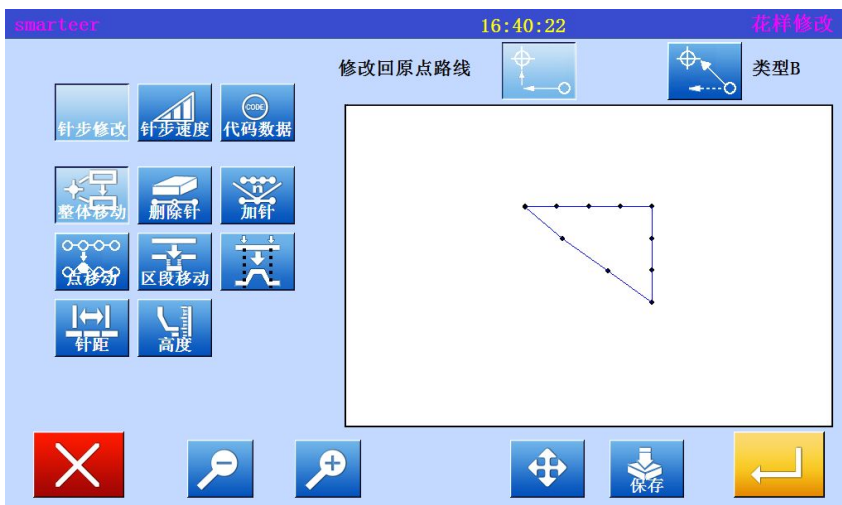 smarteer 16:40:22 花样修改
修改回原点路线 类型B
针步修改 针步速度 CODE 代码数据
整体移动 删除针 n 加针
点移动 区段移动
针距 高度
保存